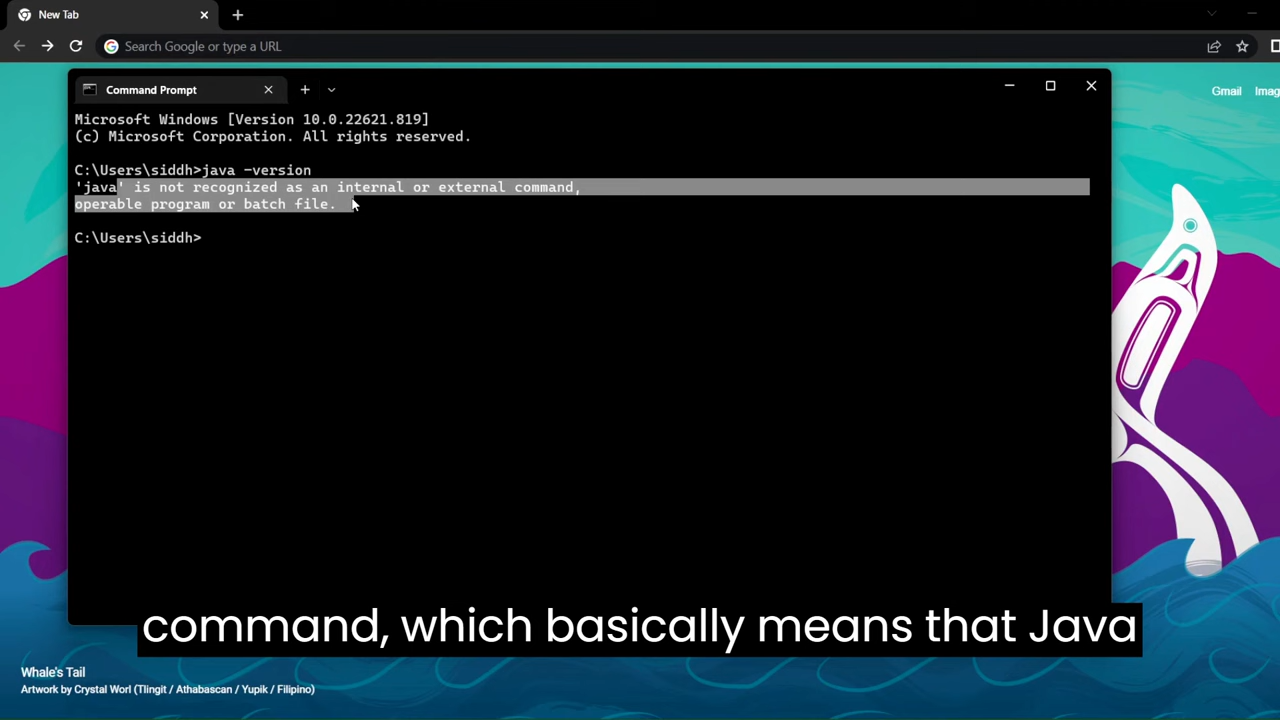 New Tab
Search Google or type a URL
Gmail
Command Prompt
Microsoft Windows [Version 10.0.22621.819]
(c) Microsoft Corporation. All rights reserved.
C:\Users\siddh>java -version
'java' is not recognized as an internal or external command,
operable program or batch file.
C:\Users\siddh>
command, which basically means that Java
Whale's Tail
Artwork by Crystal Worl (Tlingit / Athabascan / Yupik / Filipino)